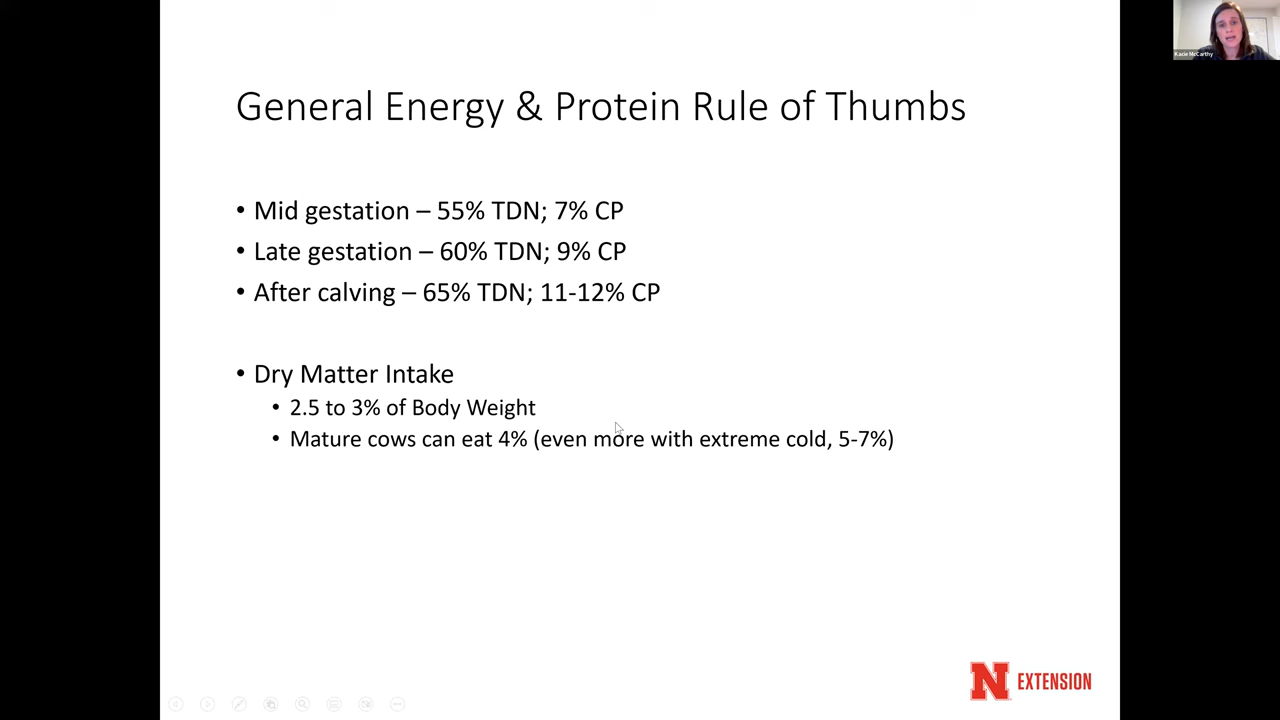 Kacie McCarthy
General Energy & Protein Rule of Thumbs
• Mid gestation – 55% TDN; 7% CP
• Late gestation – 60% TDN; 9% CP
• After calving – 65% TDN; 11-12% CP
• Dry Matter Intake
• 2.5 to 3% of Body Weight
• Mature cows can eat 4% (even more with extreme cold, 5-7%)
N EXTENSION